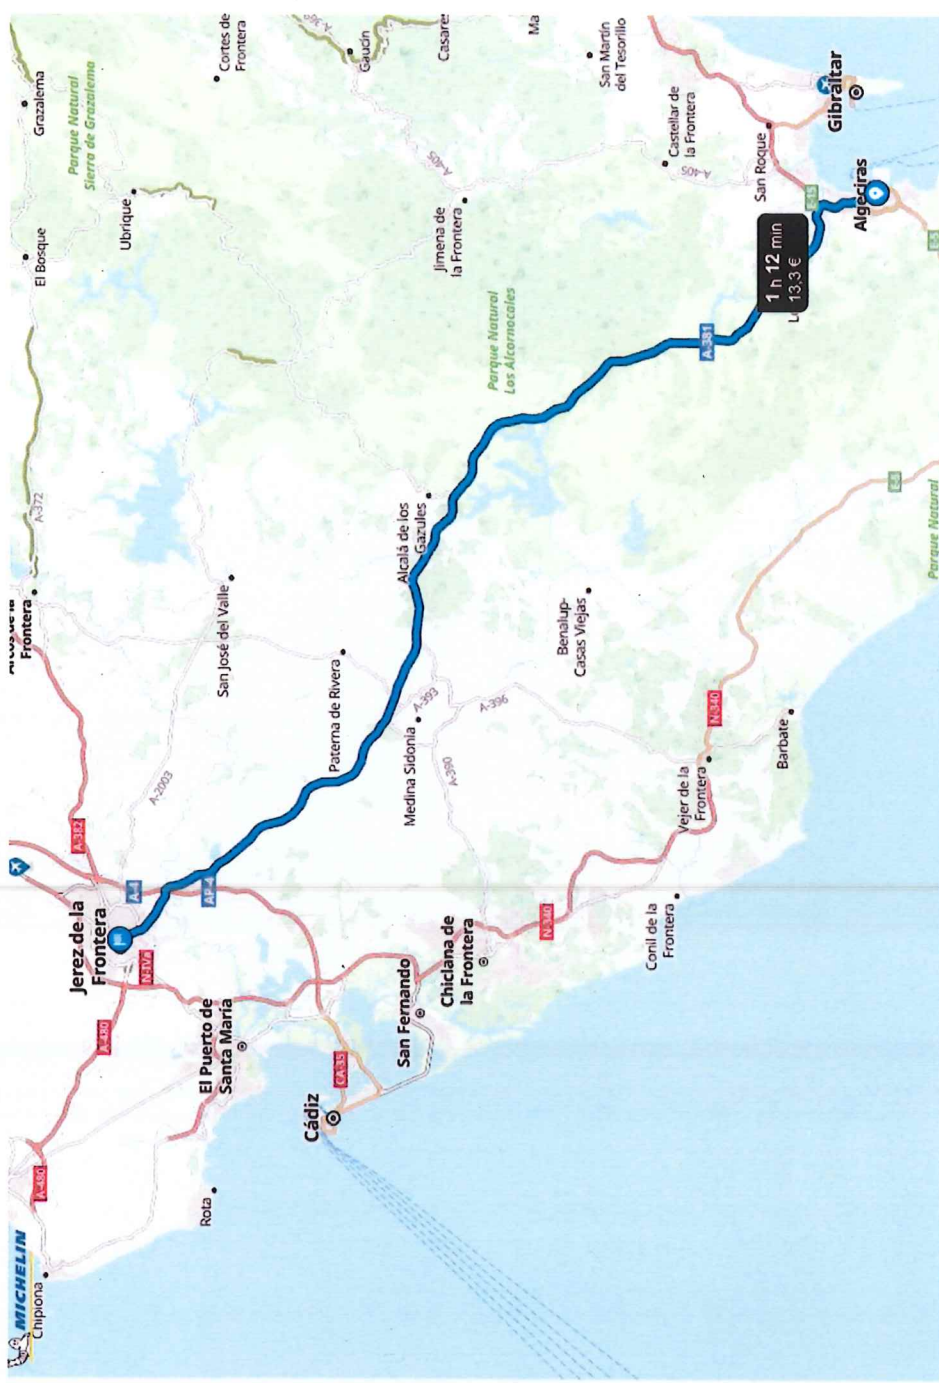 MICHELIN
Chipiona
A-480
Rota
A-480
Jerez de la
Frontera
N-IVa
A-4
AP-4
A-382
A-2003
El Puerto de
Santa María
Cádiz
CA-35
San Fernando
Chiclana de
la Frontera
N-340
Conil de la
Frontera
Vejer de la
Frontera
N-340
Barbate
Medina Sidonia
A-390
A-393
A-396
Paterna de Rivera
San José del Valle
Frontera
A-372
Alcalá de los
Gazules
Benalup-
Casas Viejas
E-5
Parque Natural
El Bosque
Grazalema
Parque Natural
Sierra de Grazalema
Ubrique
Cortes de
Frontera
Gaucín
Casares
Ma
A-369
A-405
Jimena de
la Frontera
Parque Natural
Los Alcornocales
A-381
San Martín
del Tesorillo
Castellar de
la Frontera
A-405
San Roque
1 h 12 min
13,3 €
E-15
Algeciras
Gibraltar
E-5